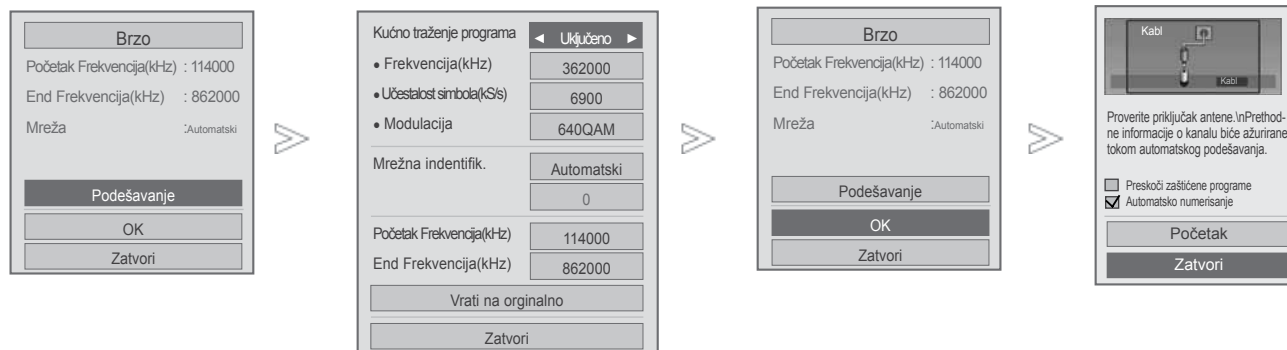 Brzo
Početak Frekvencija(kHz) : 114000
End Frekvencija(kHz) : 862000
Mreža :Automatski
Podešavanje
OK
Zatvori
Kućno traženje programa ◄ Uključeno ►
• Frekvencija(kHz) 362000
• Učestalost simbola(kS/s) 6900
• Modulacija 640QAM
Mrežna indentifik. Automatski
0
Početak Frekvencija(kHz) 114000
End Frekvencija(kHz) 862000
Vrati na orginalno
Zatvori
Brzo
Početak Frekvencija(kHz) : 114000
End Frekvencija(kHz) : 862000
Mreža :Automatski
Podešavanje
OK
Zatvori
Kabl
Kabl
Proverite priključak antene.\nPrethod-
ne informacije o kanalu biće ažurirane
tokom automatskog podešavanja.
Preskoči zaštićene programe
Automatsko numerisanje
Početak
Zatvori